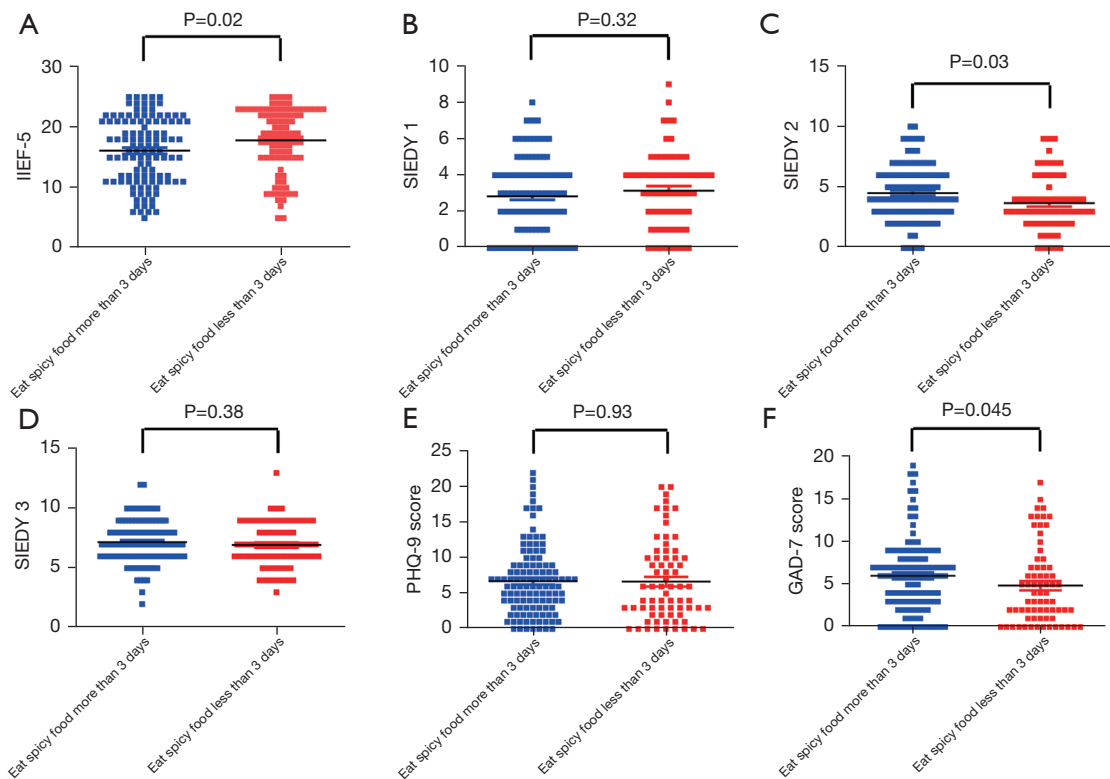 A
P=0.02
IIEF-5
30
20
10
0
Eat spicy food more than 3 days
Eat spicy food less than 3 days
B
P=0.32
SIEDY 1
10
8
6
4
2
0
Eat spicy food more than 3 days
Eat spicy food less than 3 days
C
P=0.03
SIEDY 2
15
10
5
0
Eat spicy food more than 3 days
Eat spicy food less than 3 days
D
P=0.38
SIEDY 3
15
10
5
0
Eat spicy food more than 3 days
Eat spicy food less than 3 days
E
P=0.93
PHQ-9 score
25
20
15
10
5
0
Eat spicy food more than 3 days
Eat spicy food less than 3 days
F
P=0.045
GAD-7 score
20
15
10
5
0
Eat spicy food more than 3 days
Eat spicy food less than 3 days